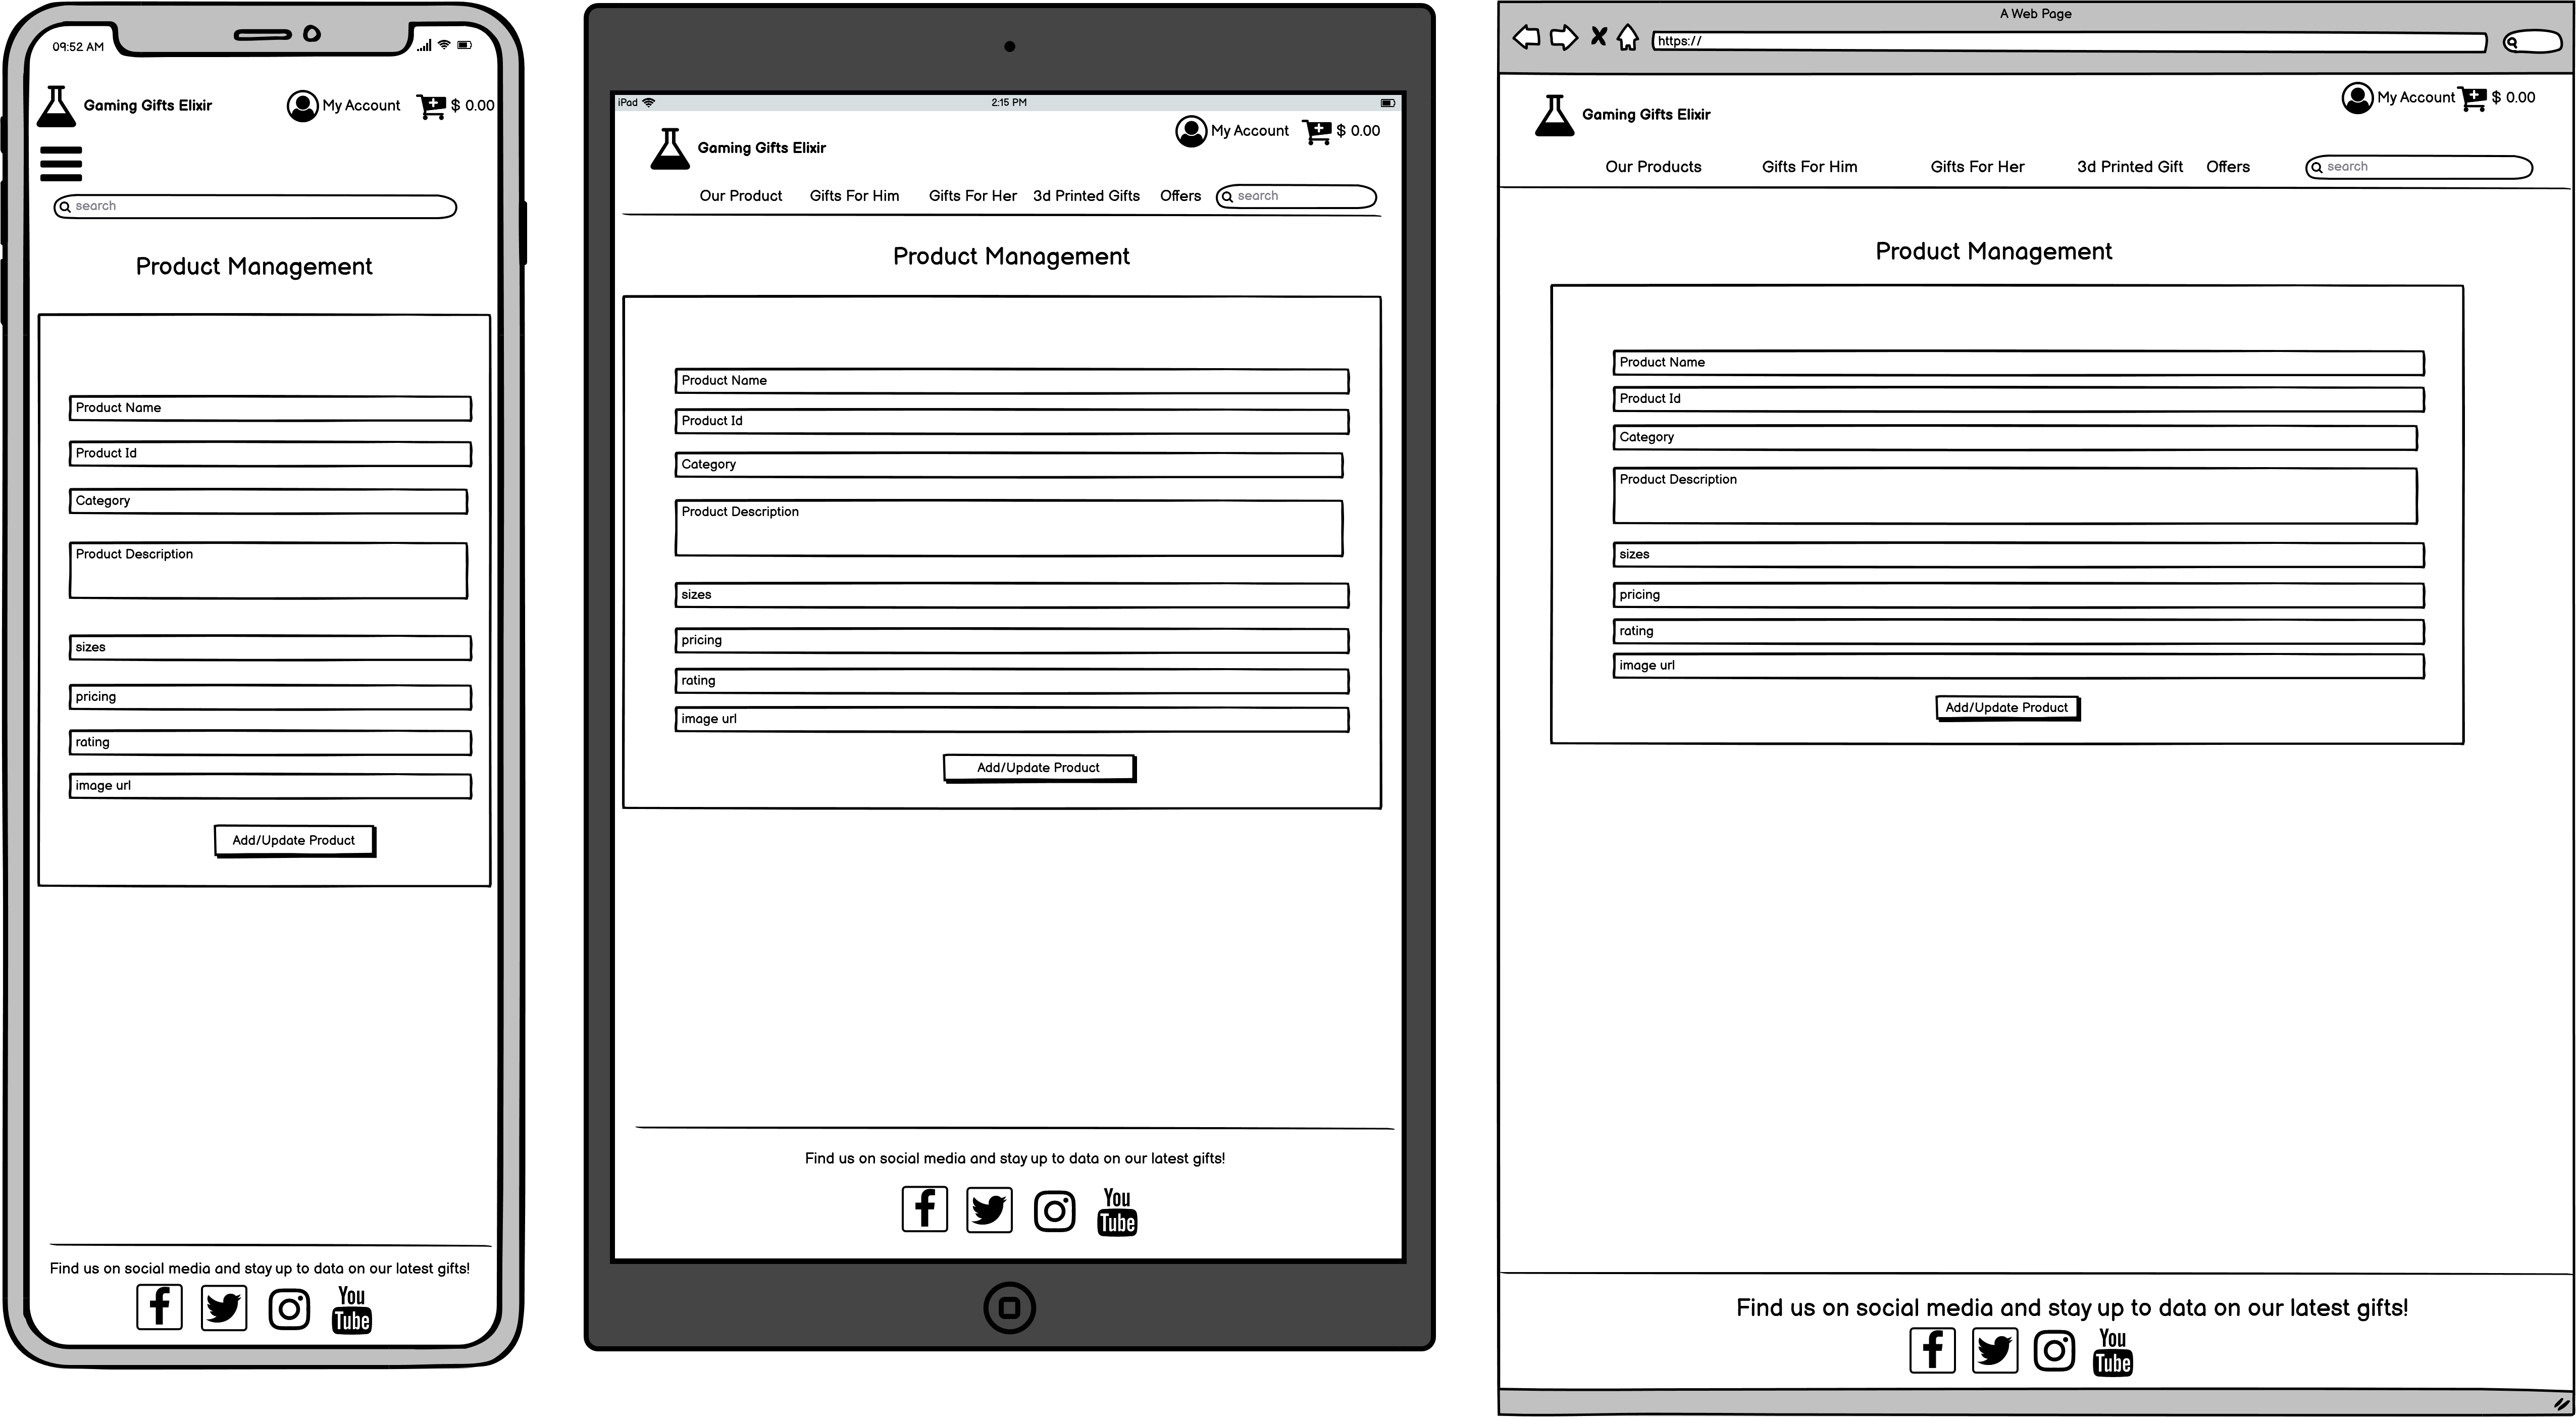 09:52 AM
Gaming Gifts Elixir
My Account
$ 0.00
search
Product Management
Product Name
Product Id
Category
Product Description
sizes
pricing
rating
image url
Add/Update Product
Find us on social media and stay up to data on our latest gifts!
You
Tube
iPad
2:15 PM
My Account
$ 0.00
Gaming Gifts Elixir
Our Product
Gifts For Him
Gifts For Her
3d Printed Gifts
Offers
search
Product Management
Product Name
Product Id
Category
Product Description
sizes
pricing
rating
image url
Add/Update Product
Find us on social media and stay up to data on our latest gifts!
You
Tube
A Web Page
https://
My Account
$ 0.00
Gaming Gifts Elixir
Our Products
Gifts For Him
Gifts For Her
3d Printed Gift
Offers
search
Product Management
Product Name
Product Id
Category
Product Description
sizes
pricing
rating
image url
Add/Update Product
Find us on social media and stay up to data on our latest gifts!
You
Tube